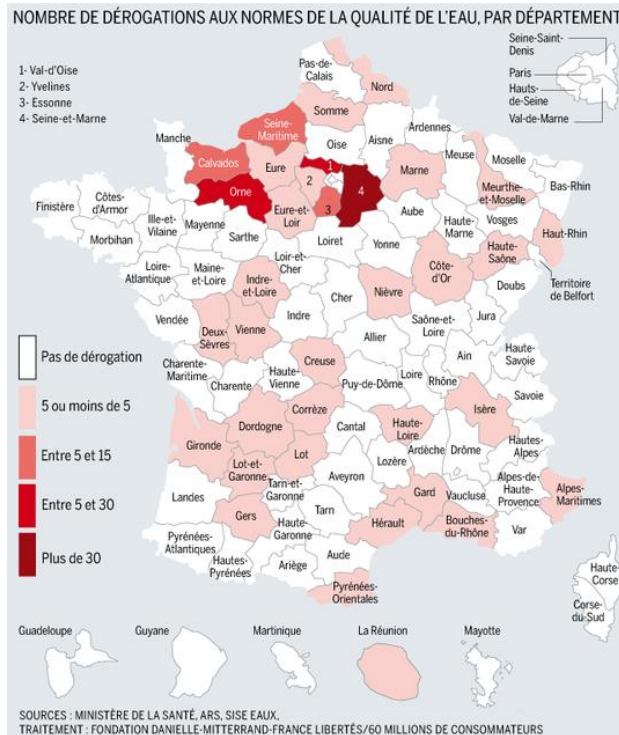 NOMBRE DE DÉROGATIONS AUX NORMES DE LA QUALITÉ DE L'EAU, PAR DÉPARTEMENT
1- Val-d'Oise
2- Yvelines
3- Essonne
4- Seine-et-Marne
Seine-Saint-
Denis
Paris
Hauts-
de-Seine
Val-de-Marne
Pas-de-
Calais
Nord
Somme
Seine-
Maritime
Oise
Aisne
Ardennes
Manche
Calvados
Eure
1
2
3
4
Marne
Meuse
Moselle
Meurthe-
et-Moselle
Bas-Rhin
Orne
Eure-et-
Loir
Aube
Haute-
Marne
Vosges
Haut-Rhin
Finistère
Côtes-
d'Armor
Ille-et-
Vilaine
Mayenne
Morbihan
Sarthe
Loiret
Yonne
Haute-
Saône
Territoire
de Belfort
Loir-et-
Cher
Côte-
d'Or
Doubs
Loire-
Atlantique
Maine-
et-Loire
Indre-
et-Loire
Cher
Nièvre
Jura
Vendée
Deux-
Sèvres
Vienne
Indre
Saône-et-
Loire
Allier
Ain
Haute-
Savoie
Charente-
Maritime
Charente
Haute-
Vienne
Creuse
Puy-de-Dôme
Loire
Rhône
Savoie
Corrèze
Isère
Gironde
Dordogne
Cantal
Haute-
Loire
Ardèche
Drôme
Hautes-
Alpes
Lot-et-
Garonne
Lot
Aveyron
Lozère
Landes
Tarn-et-
Garonne
Tarn
Gard
Vaucluse
Alpes-de-
Haute-
Provence
Alpes-
Maritimes
Gers
Haute-
Garonne
Hérault
Bouches-
du-Rhône
Var
Pyrénées-
Atlantiques
Hautes-
Pyrénées
Ariège
Aude
Pyrénées-
Orientales
Haute-
Corse
Corse-
du-Sud
Pas de dérogation
5 ou moins de 5
Entre 5 et 15
Entre 5 et 30
Plus de 30
Guadeloupe
Guyane
Martinique
La Réunion
Mayotte
SOURCES : MINISTÈRE DE LA SANTÉ, ARS, SISE EAUX,
TRAITEMENT : FONDATION DANIELLE-MITTERRAND-FRANCE LIBERTÉS/60 MILLIONS DE CONSOMMATEURS